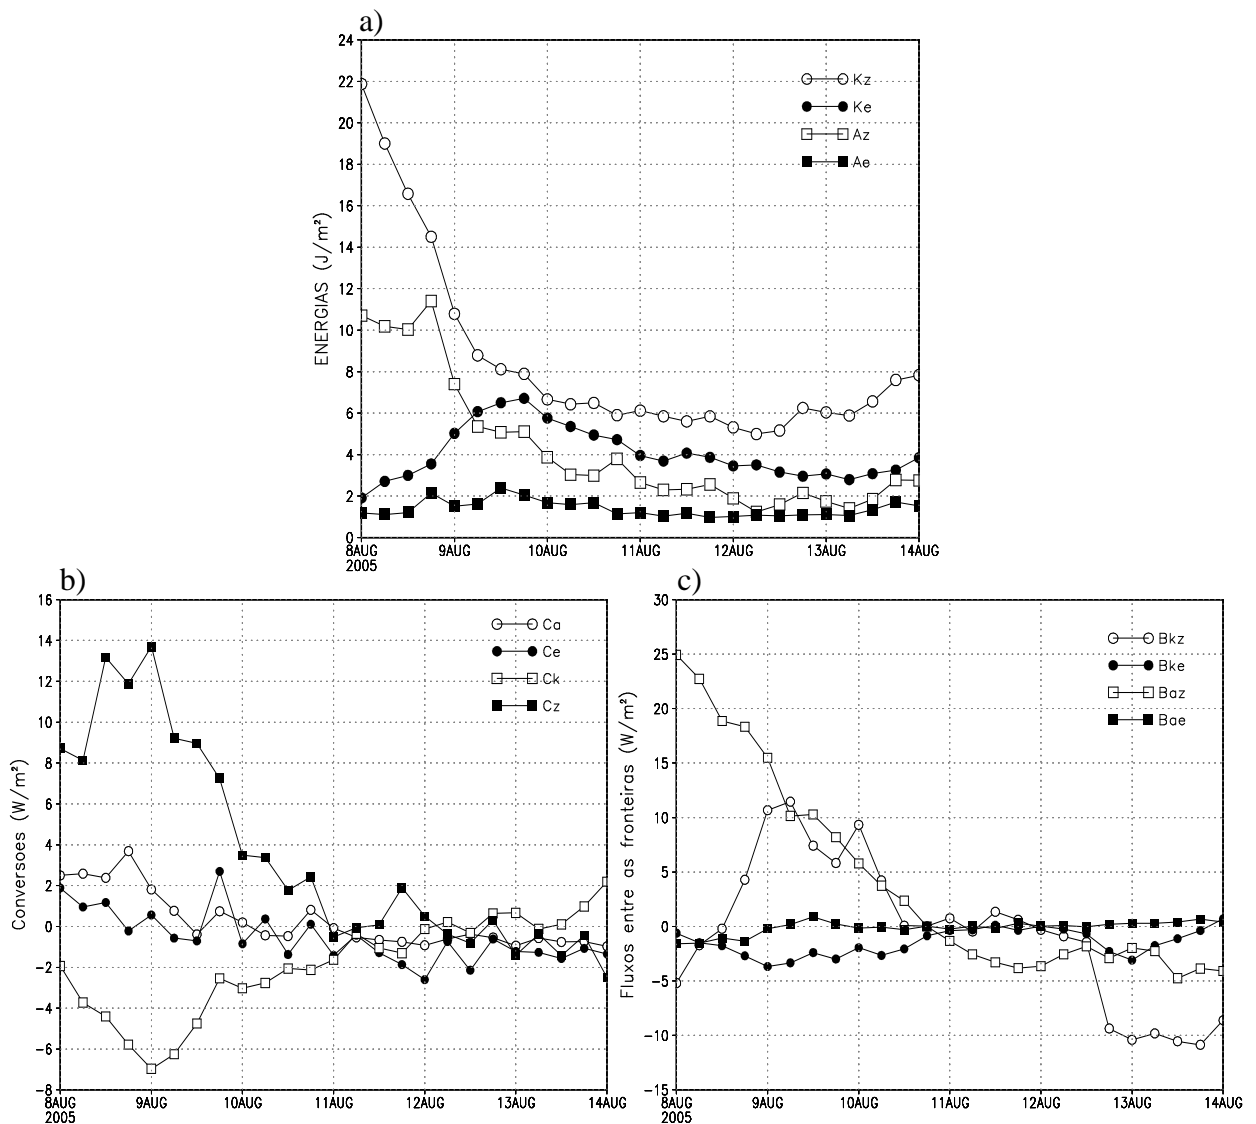 a)
ENERGIAS (J/m²)
24
22
20
18
16
14
12
10
8
6
4
2
0
Kz
Ke
Az
Ae
8AUG 9AUG 10AUG 11AUG 12AUG 13AUG 14AUG
2005
b)
Conversoes (W/m²)
16
14
12
10
8
6
4
2
0
−2
−4
−6
−8
Ca
Ce
Ck
Cz
8AUG 9AUG 10AUG 11AUG 12AUG 13AUG 14AUG
2005
c)
Fluxos entre as fronteiras (W/m²)
30
25
20
15
10
5
0
−5
−10
−15
Bkz
Bke
Baz
Bae
8AUG 9AUG 10AUG 11AUG 12AUG 13AUG 14AUG
2005